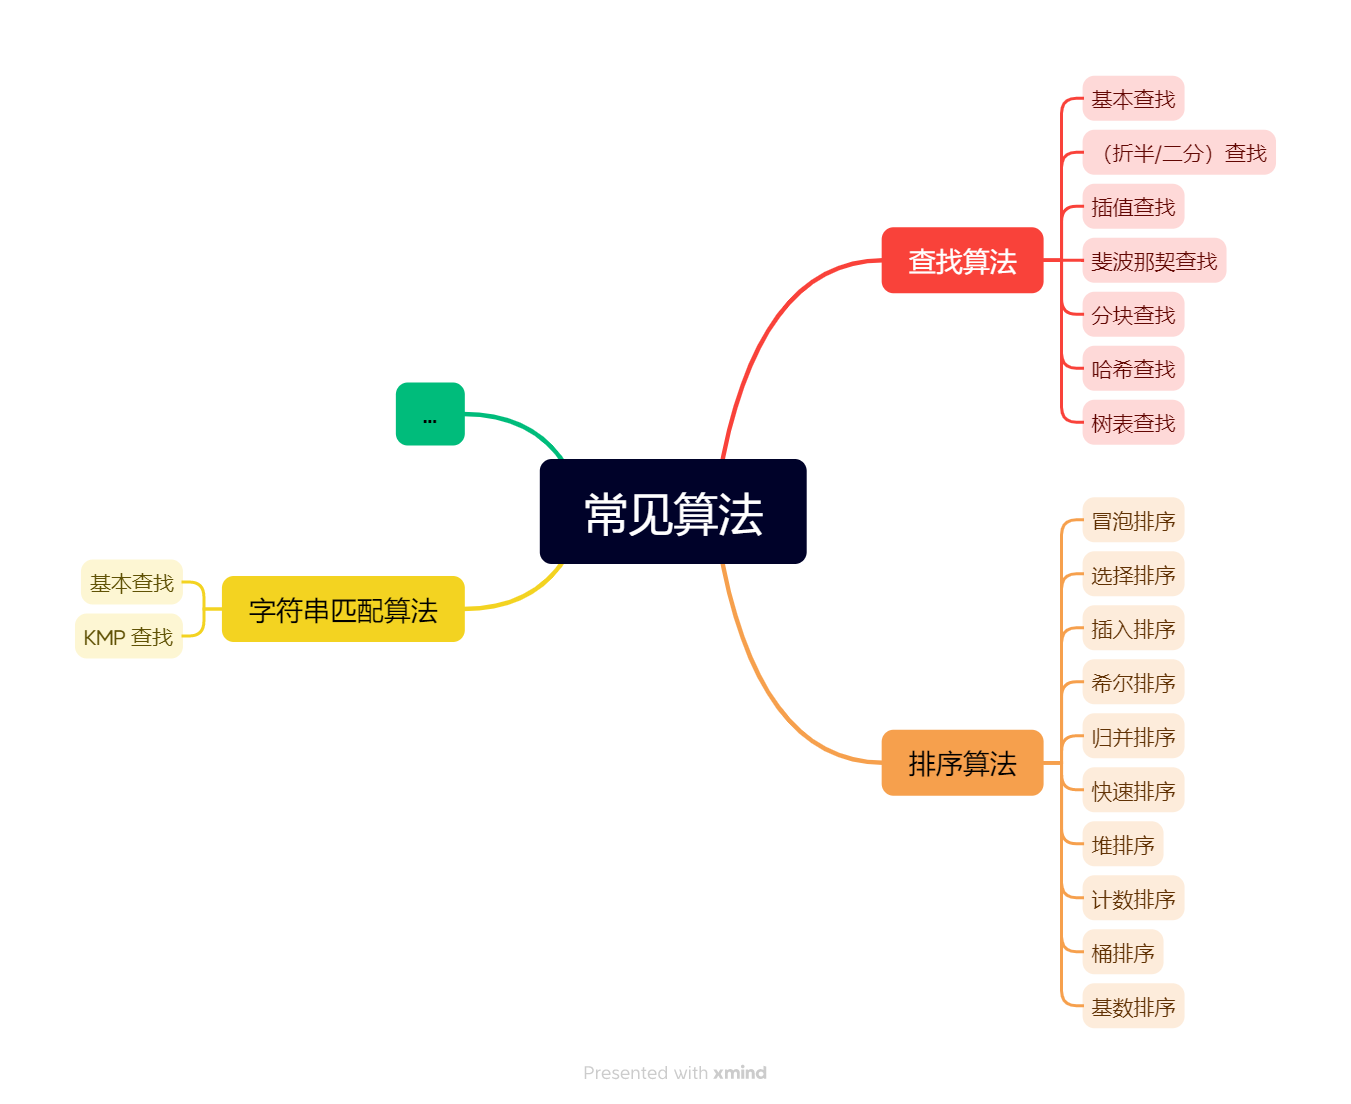 常见算法
查找算法
基本查找
（折半/二分）查找
插值查找
斐波那契查找
分块查找
哈希查找
树表查找
排序算法
冒泡排序
选择排序
插入排序
希尔排序
归并排序
快速排序
堆排序
计数排序
桶排序
基数排序
字符串匹配算法
基本查找
KMP 查找
...
Presented with xmind